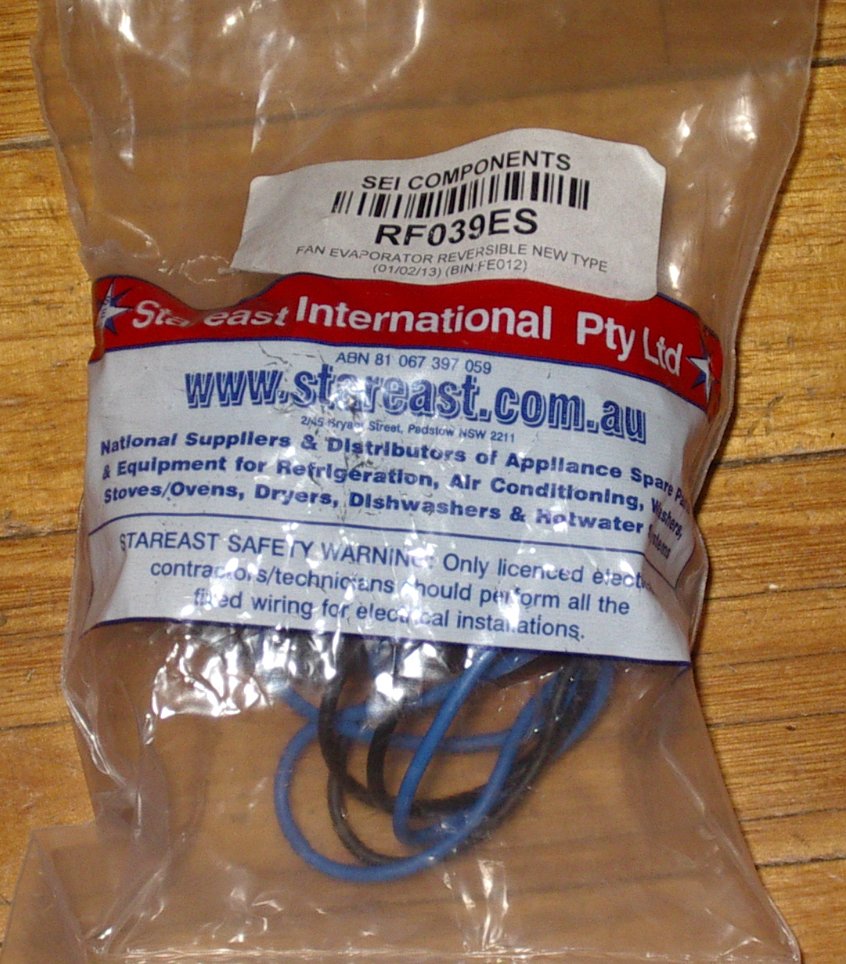 SEI COMPONENTS
RF039ES
FAN EVAPORATOR REVERSIBLE NEW TYPE
(01/02/13) (BIN:FE012)
Stareast International Pty Ltd
ABN 81 067 397 059
www.stareast.com.au
Street, Padstow NSW 2211
National Suppliers & Distributors of Appliance Spare
& Equipment for Refrigeration, Air Conditioning, Washers,
Stoves/Ovens, Dryers, Dishwashers & Hotwater
STAREAST SAFETY WARNING: Only licenced
contractors/technicians should perform all the
fixed wiring for electrical installations.